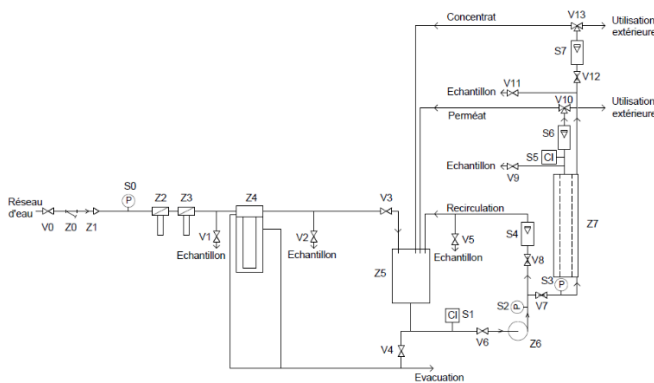 Concentrat
V13
Utilisation
extérieure
S7
V12
V11
Echantillon
V10
Perméat
Utilisation
extérieure
S6
S5
CI
Echantillon
V9
S0
P
Z2
Z3
Z4
V3
Recirculation
Z7
Réseau
d'eau
V0
Z0
Z1
V1
Echantillon
V2
Echantillon
V5
Echantillon
S4
V8
Z5
S3
P
S2
P
V7
CI
S1
V6
Z6
V4
Evacuation